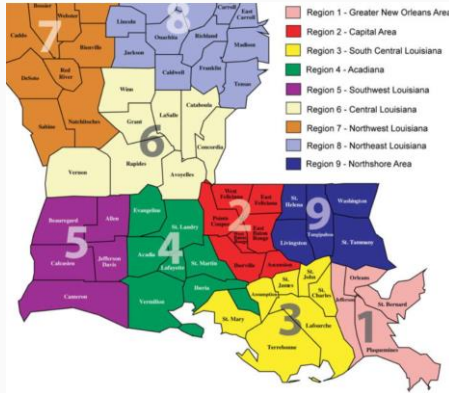 Region 1 - Greater New Orleans Area
Region 2 - Capital Area
Region 3 - South Central Louisiana
Region 4 - Acadiana
Region 5 - Southwest Louisiana
Region 6 - Central Louisiana
Region 7 - Northwest Louisiana
Region 8 - Northeast Louisiana
Region 9 - Northshore Area
Bossier
Webster
Caddo
Bienville
7
Red
River
DeSoto
Sabine
Natchitoches
Lincoln
8
Ouachita
Richland
East
Carroll
Jackson
Madison
Caldwell
Franklin
Tensas
Winn
Grant
LaSalle
Catahoula
6
Concordia
Vernon
Rapides
Avoyelles
Beauregard
Allen
5
Calcasieu
Jefferson
Davis
Cameron
Evangeline
St. Landry
4
Acadia
Lafayette
St. Martin
Iberia
Vermilion
West
Feliciana
East
Feliciana
2
Pointe
Coupee
East
Baton
Rouge
Iberville
Ascension
St.
Helena
Washington
9
Tangipahoa
Livingston
St. Tammany
Assumption
St.
James
St.
John
St.
Charles
St. Mary
3
Lafourche
Terrebonne
Orleans
Jefferson
St. Bernard
1
Plaquemines